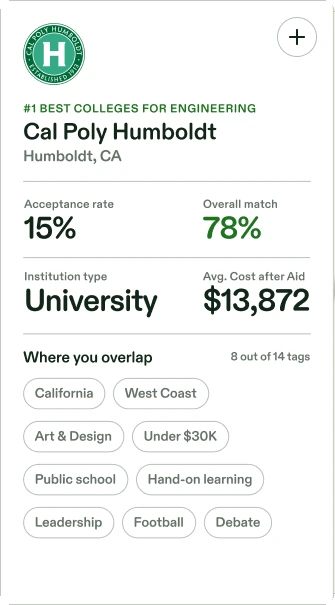 CAL POLY HUMBOLDT
H
ESTABLISHED 1913
#1 BEST COLLEGES FOR ENGINEERING
Cal Poly Humboldt
Humboldt, CA
Acceptance rate Overall match
15% 78%
Institution type Avg. Cost after Aid
University $13,872
Where you overlap 8 out of 14 tags
California West Coast
Art & Design Under $30K
Public school Hand-on learning
Leadership Football Debate